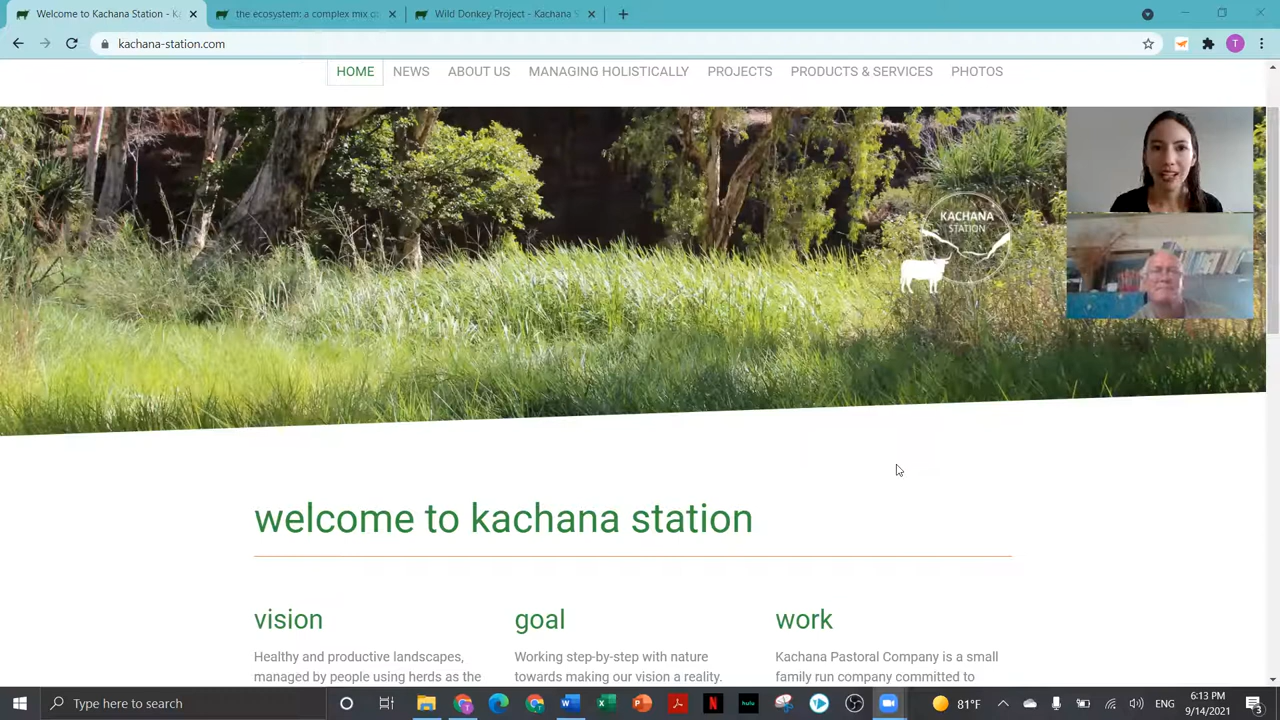 Welcome to Kachana Station - Ka
the ecosystem: a complex mix o
Wild Donkey Project - Kachana S
kachana-station.com
T
HOME
NEWS
ABOUT US
MANAGING HOLISTICALLY
PROJECTS
PRODUCTS & SERVICES
PHOTOS
KACHANA
STATION
welcome to kachana station
vision
goal
work
Healthy and productive landscapes,
managed by people using herds as the
Working step-by-step with nature
towards making our vision a reality.
Kachana Pastoral Company is a small
family run company committed to
Type here to search
hulu
81°F
ENG
6:13 PM
9/14/2021
3